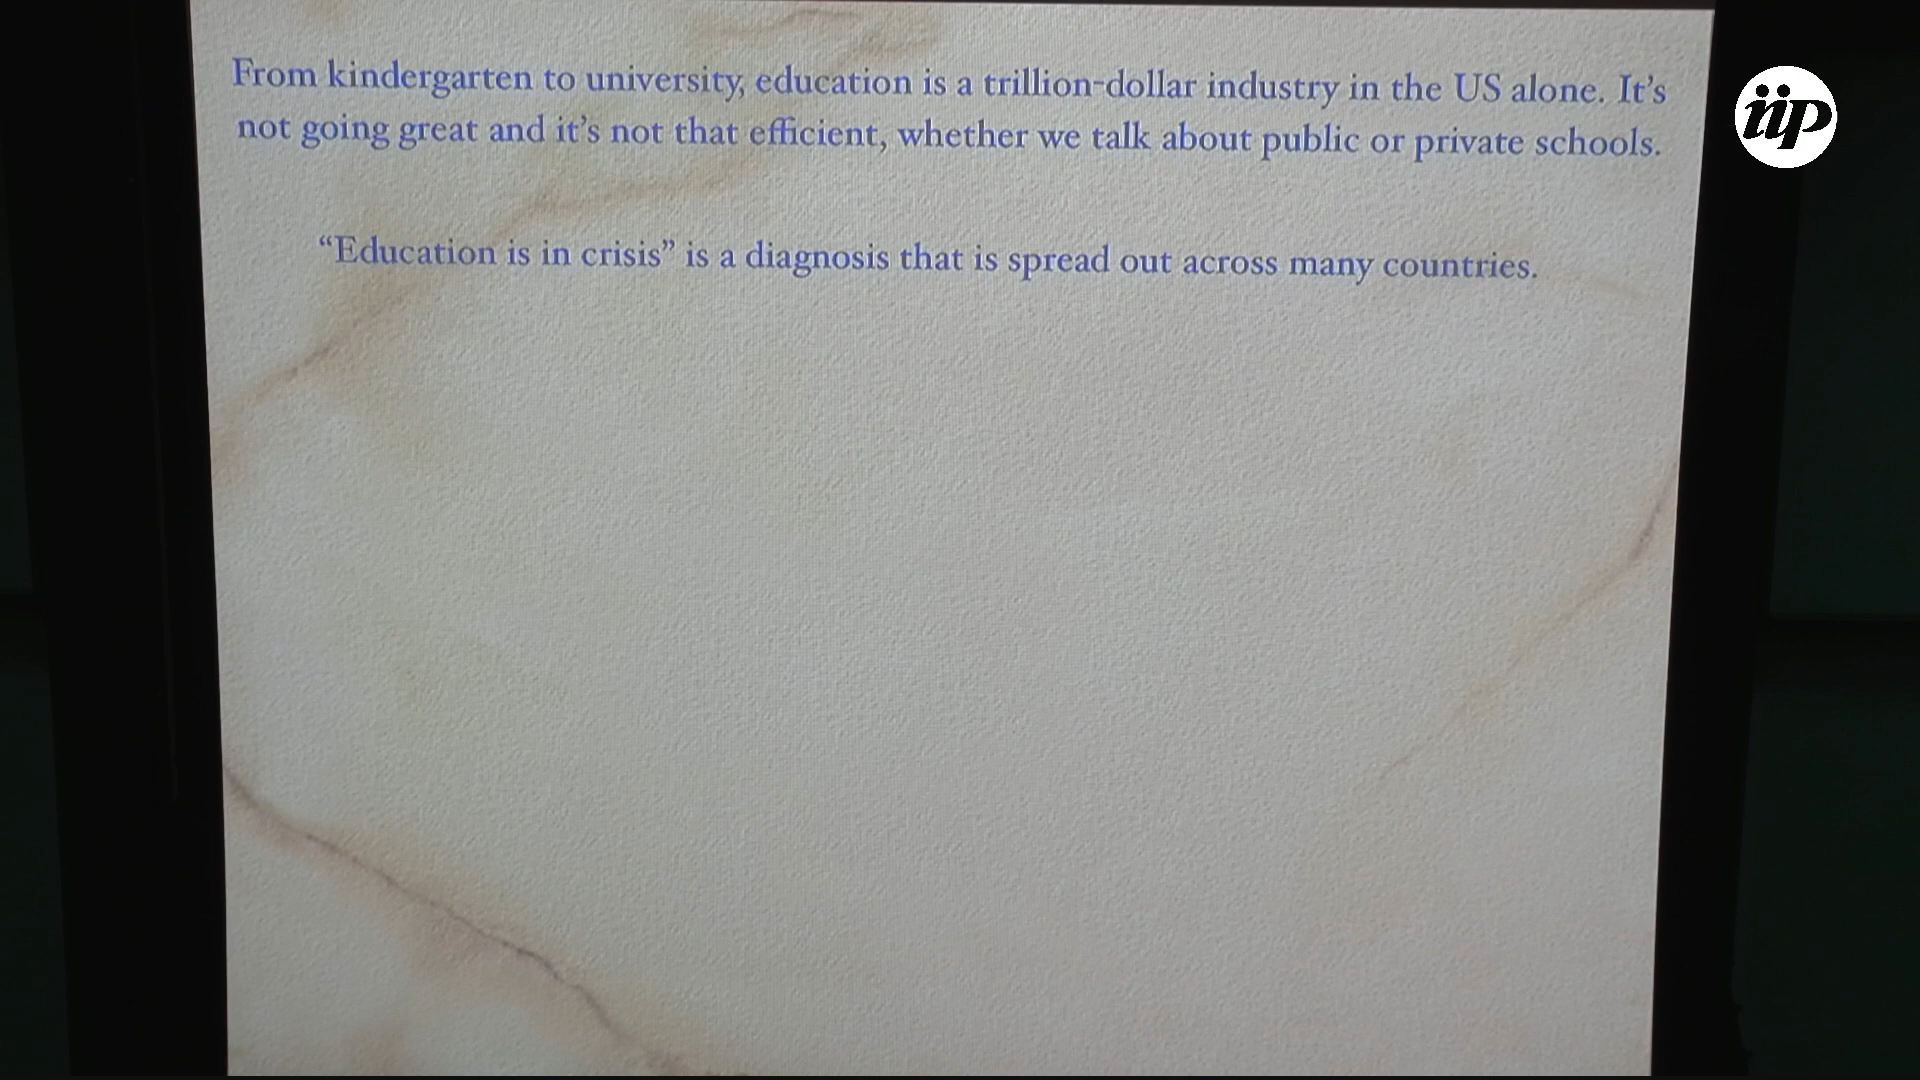 From kindergarten to university, education is a trillion-dollar industry in the US alone. It’s
not going great and it’s not that efficient, whether we talk about public or private schools.
“Education is in crisis” is a diagnosis that is spread out across many countries.
iip